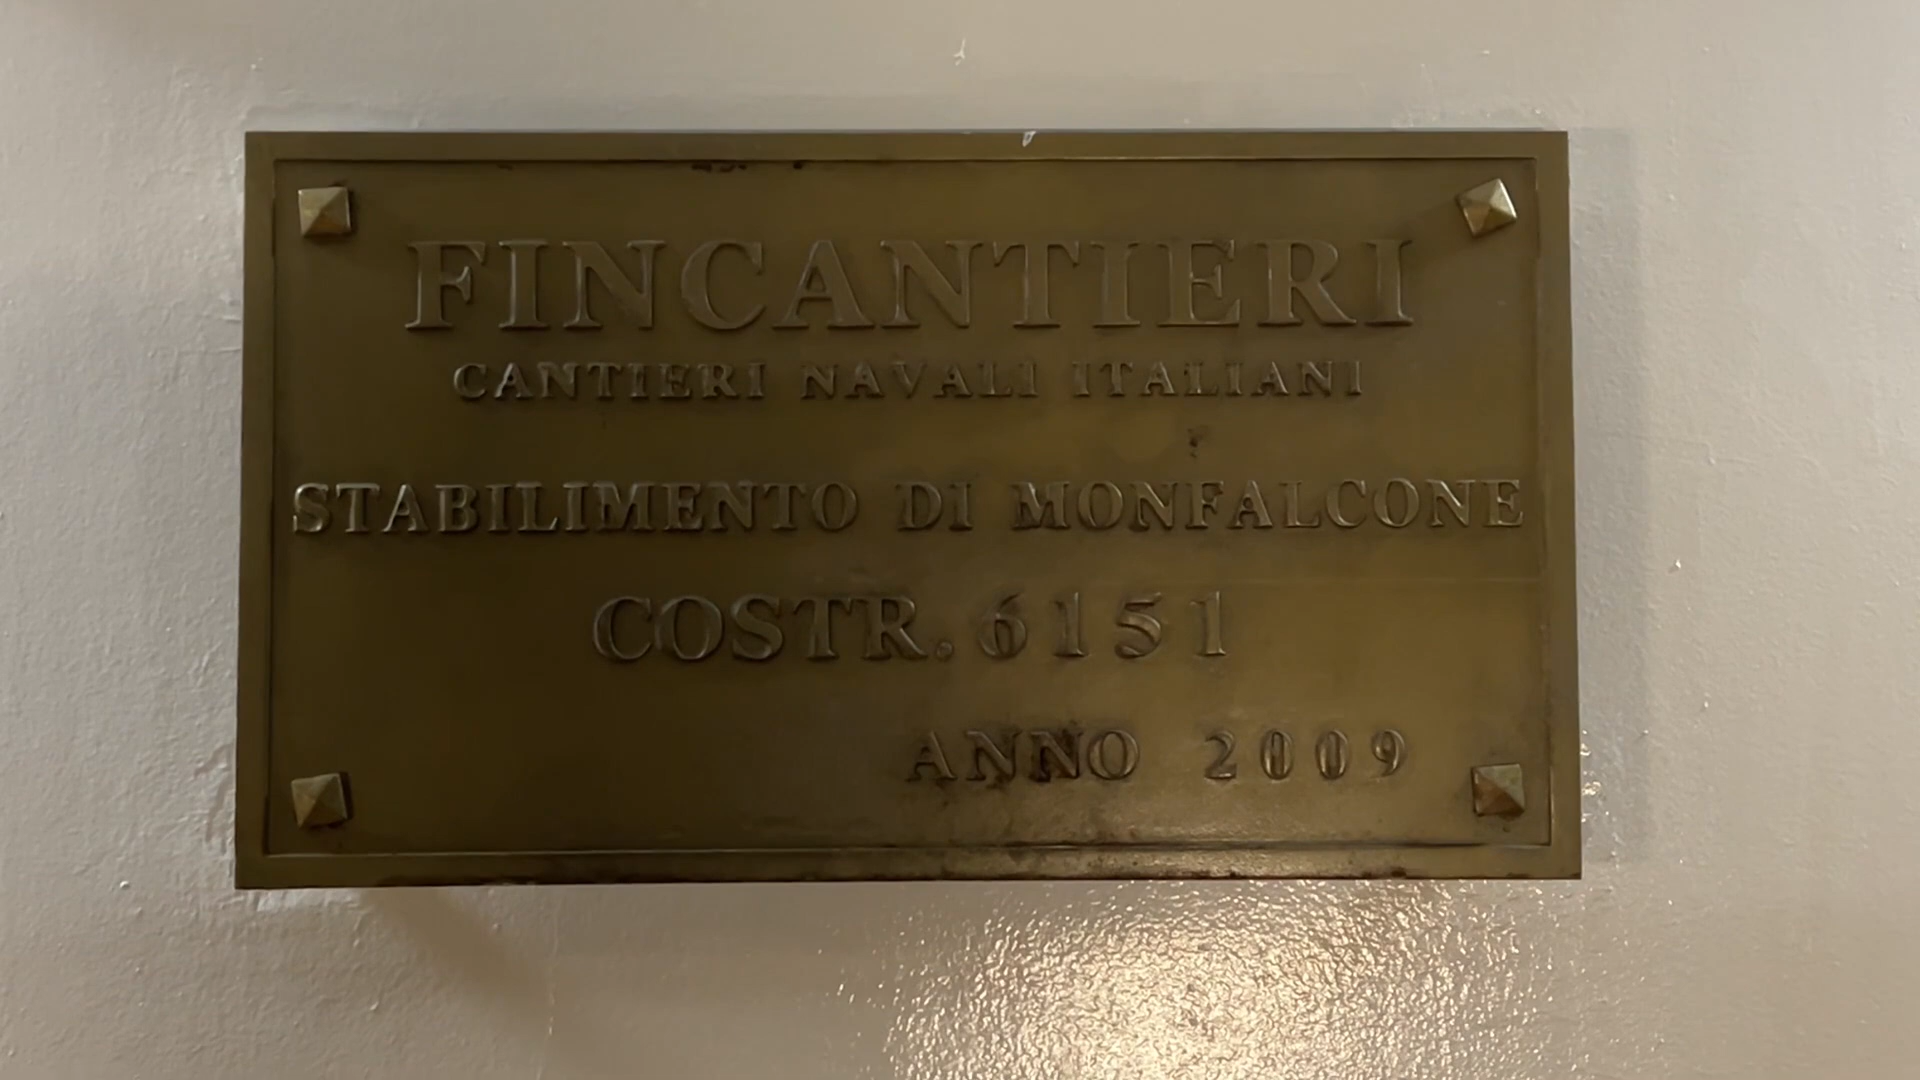 FINCANTIERI
CANTIERI NAVALI ITALIANI
STABILIMENTO DI MONFALCONE
COSTR. 6151
ANNO 2009